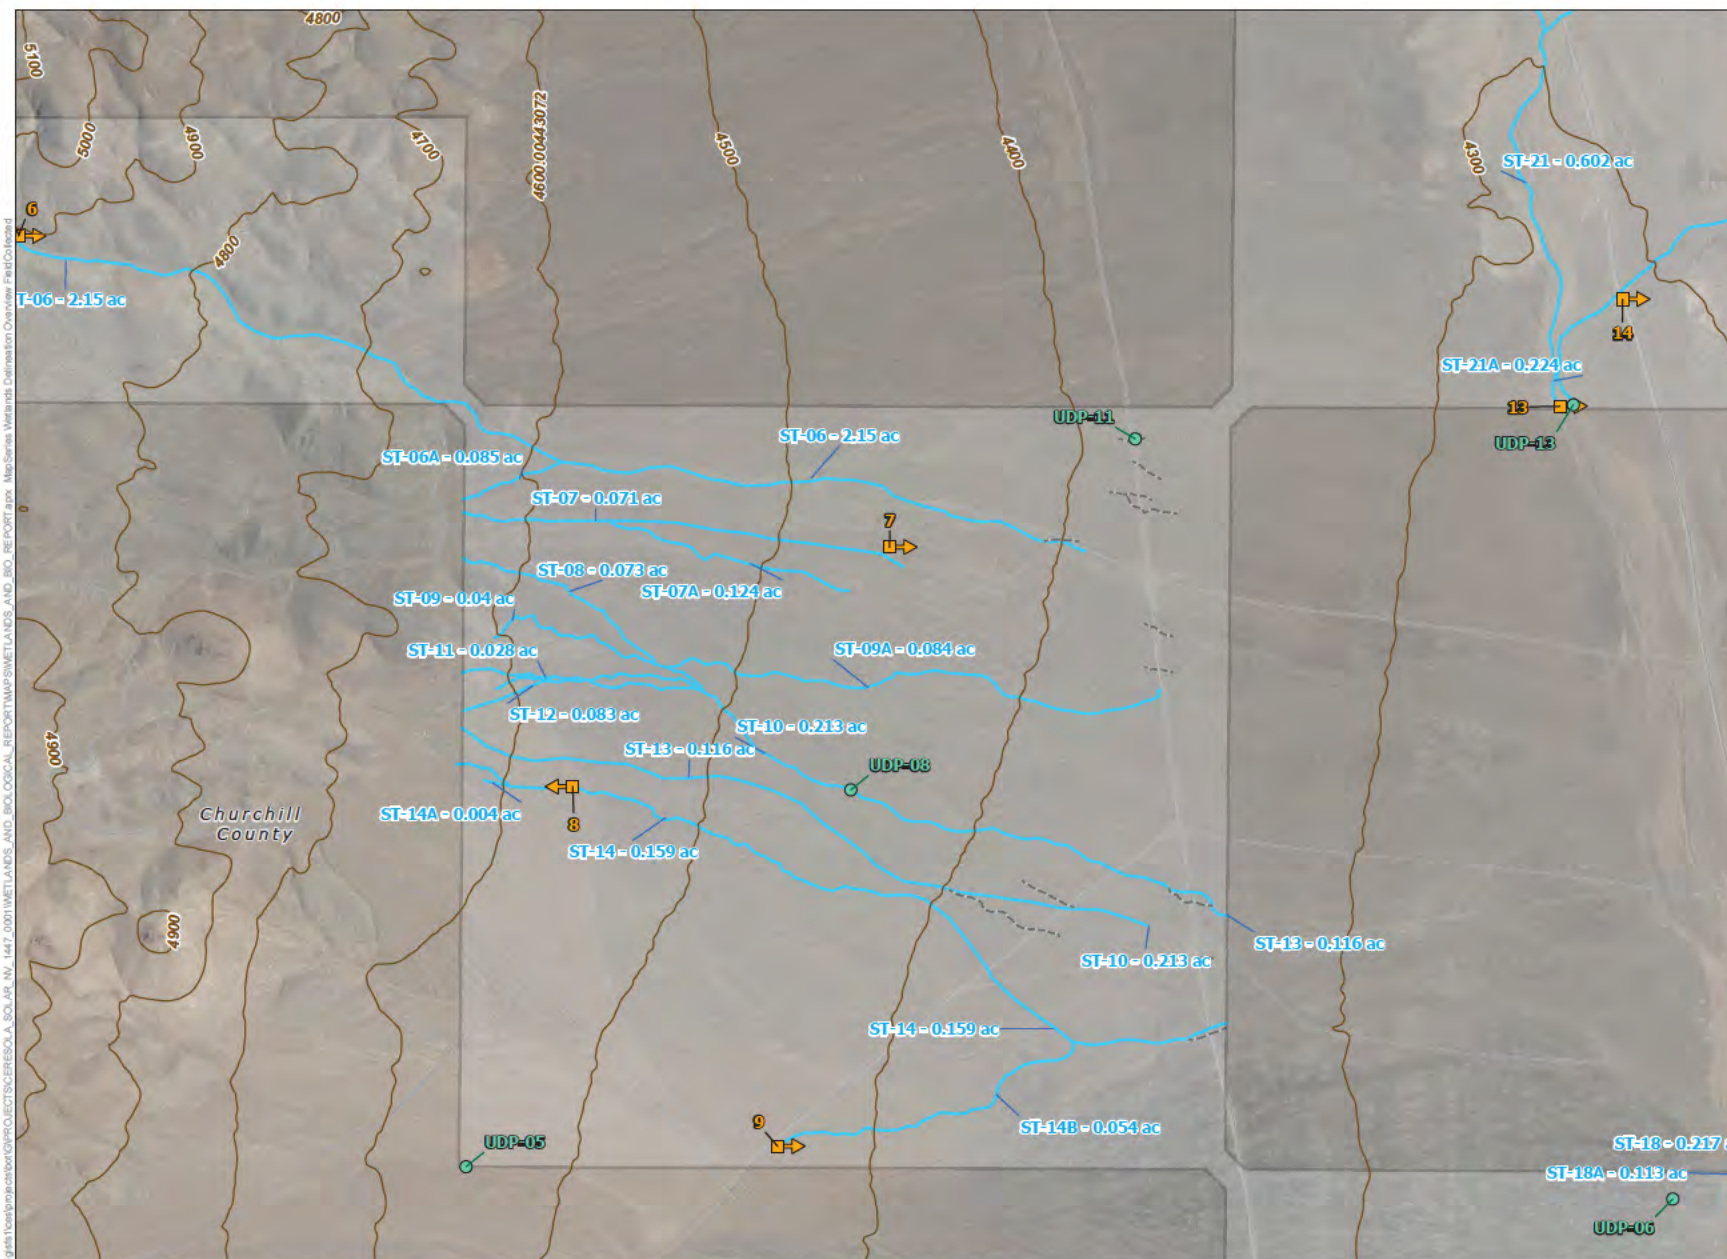 4800
5100
5000
4900
4700
4600.00443072
4500
4400
4300
ST-21 - 0.602 ac
6
4800
T-06 - 2.15 ac
14
ST-21A - 0.224 ac
13
UDP-11
UDP-13
ST-06 - 2.15 ac
ST-06A - 0.085 ac
ST-07 - 0.071 ac
7
ST-08 - 0.073 ac
ST-07A - 0.124 ac
ST-09 - 0.04 ac
ST-11 - 0.028 ac
ST-09A - 0.084 ac
ST-12 - 0.083 ac
ST-10 - 0.213 ac
4900
ST-13 - 0.116 ac
UDP-08
Churchill
County
ST-14A - 0.004 ac
8
ST-14 - 0.159 ac
4900
ST-13 - 0.116 ac
ST-10 - 0.213 ac
ST-14 - 0.159 ac
9
ST-14B - 0.054 ac
UDP-05
ST-18 - 0.217
ST-18A - 0.113 ac
UDP-06